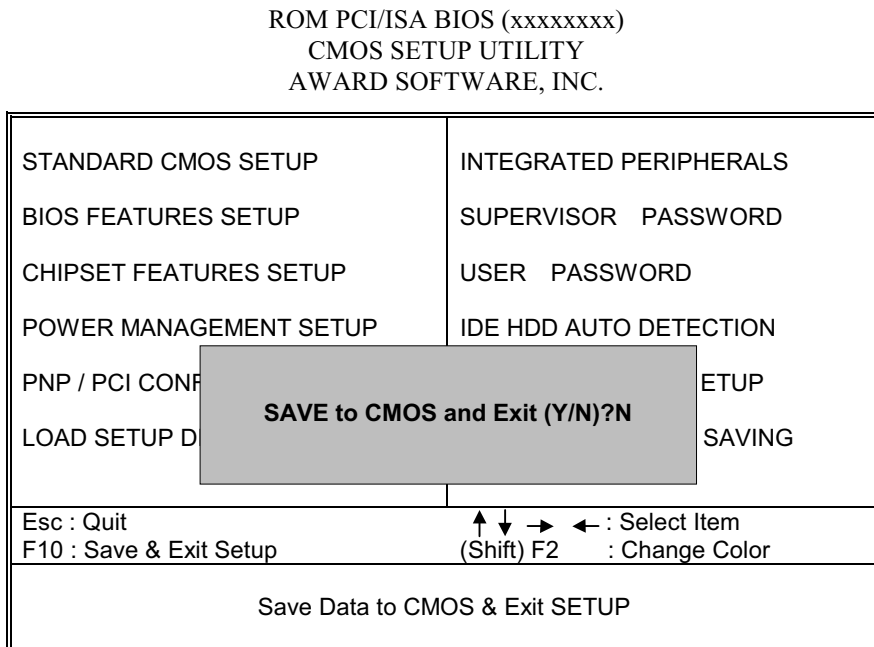 ROM PCI/ISA BIOS (xxxxxxxx)
CMOS SETUP UTILITY
AWARD SOFTWARE, INC.
STANDARD CMOS SETUP
INTEGRATED PERIPHERALS
BIOS FEATURES SETUP
SUPERVISOR PASSWORD
CHIPSET FEATURES SETUP
USER PASSWORD
POWER MANAGEMENT SETUP
IDE HDD AUTO DETECTION
PNP / PCI CONF
ETUP
SAVE to CMOS and Exit (Y/N)?N
LOAD SETUP D
SAVING
Esc : Quit
↑ ↓ → ← : Select Item
F10 : Save & Exit Setup
(Shift) F2 : Change Color
Save Data to CMOS & Exit SETUP